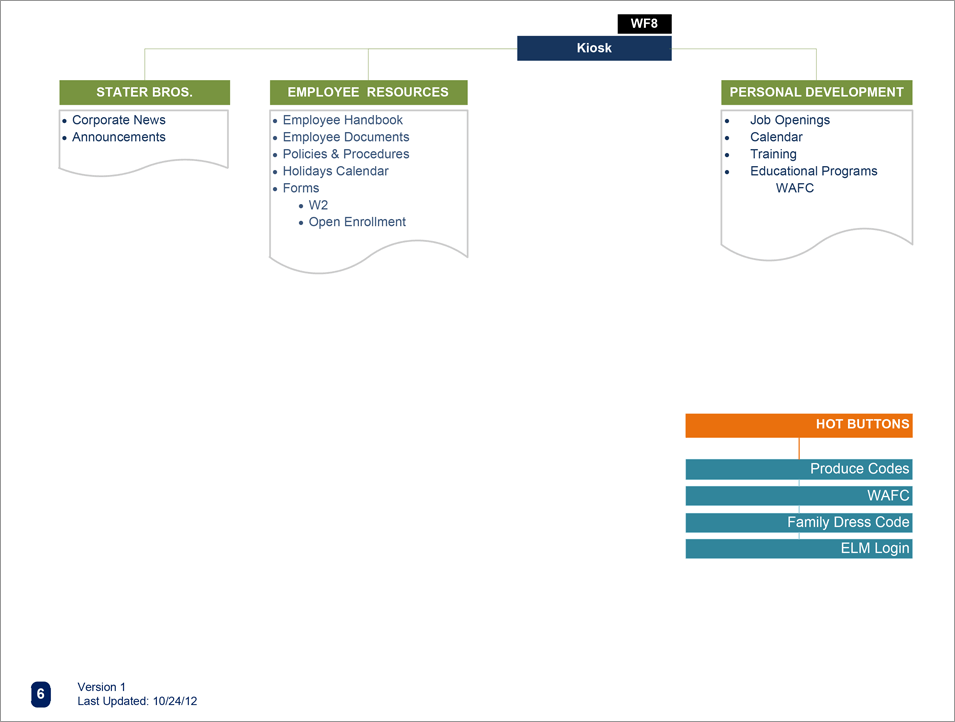 WF8
Kiosk
STATER BROS.
• Corporate News
• Announcements
EMPLOYEE RESOURCES
• Employee Handbook
• Employee Documents
• Policies & Procedures
• Holidays Calendar
• Forms
• W2
• Open Enrollment
PERSONAL DEVELOPMENT
• Job Openings
• Calendar
• Training
• Educational Programs
WAFC
HOT BUTTONS
Produce Codes
WAFC
Family Dress Code
ELM Login
6
Version 1
Last Updated: 10/24/12